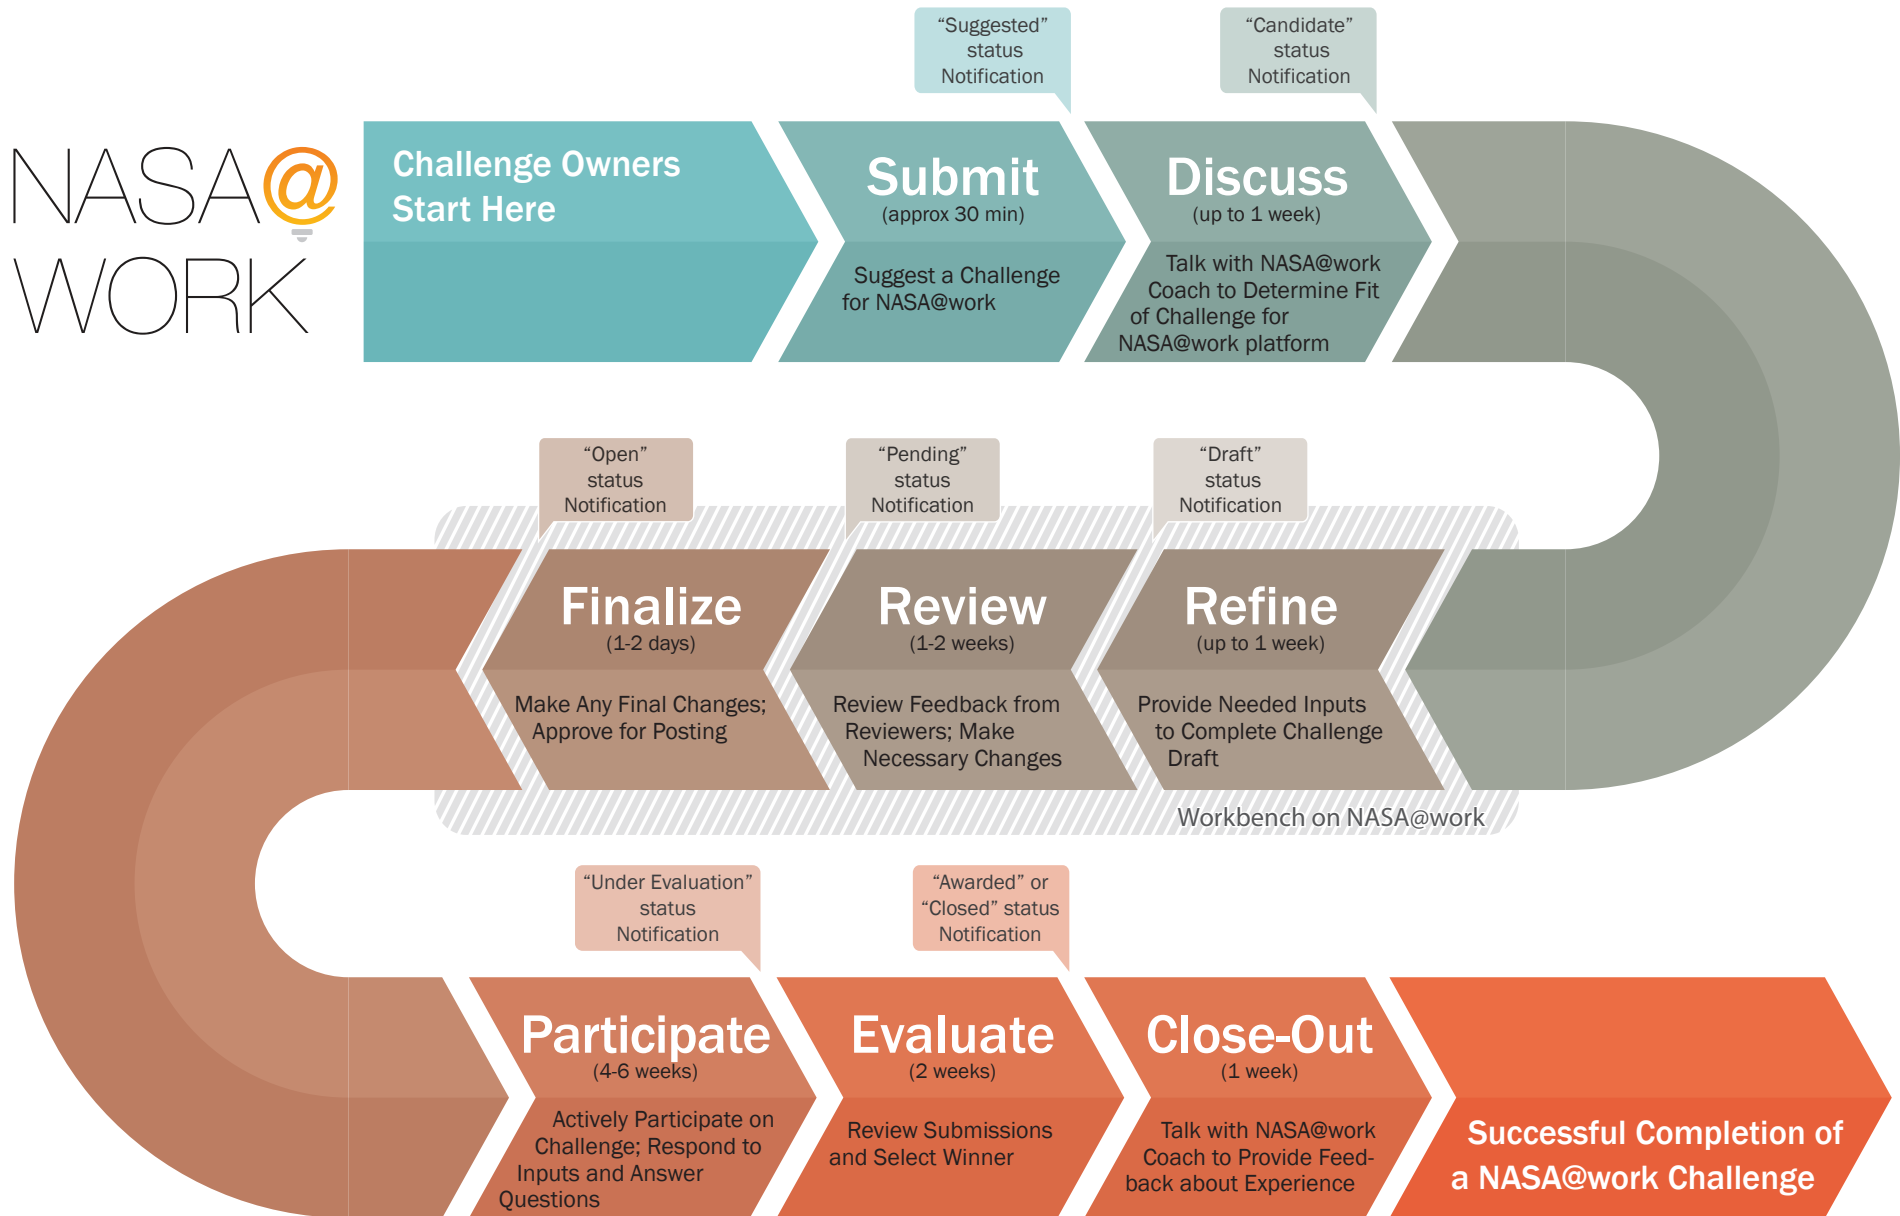 NASA@
WORK
Challenge Owners
Start Here
“Suggested”
status
Notification
Submit
(approx 30 min)
Suggest a Challenge
for NASA@work
“Candidate”
status
Notification
Discuss
(up to 1 week)
Talk with NASA@work
Coach to Determine Fit
of Challenge for
NASA@work platform
“Draft”
status
Notification
Refine
(up to 1 week)
Provide Needed Inputs
to Complete Challenge
Draft
“Pending”
status
Notification
Review
(1-2 weeks)
Review Feedback from
Reviewers; Make
Necessary Changes
“Open”
status
Notification
Finalize
(1-2 days)
Make Any Final Changes;
Approve for Posting
Workbench on NASA@work
“Under Evaluation”
status
Notification
Participate
(4-6 weeks)
Actively Participate on
Challenge; Respond to
Inputs and Answer
Questions
“Awarded” or
“Closed” status
Notification
Evaluate
(2 weeks)
Review Submissions
and Select Winner
Close-Out
(1 week)
Talk with NASA@work
Coach to Provide Feed-
back about Experience
Successful Completion of
a NASA@work Challenge